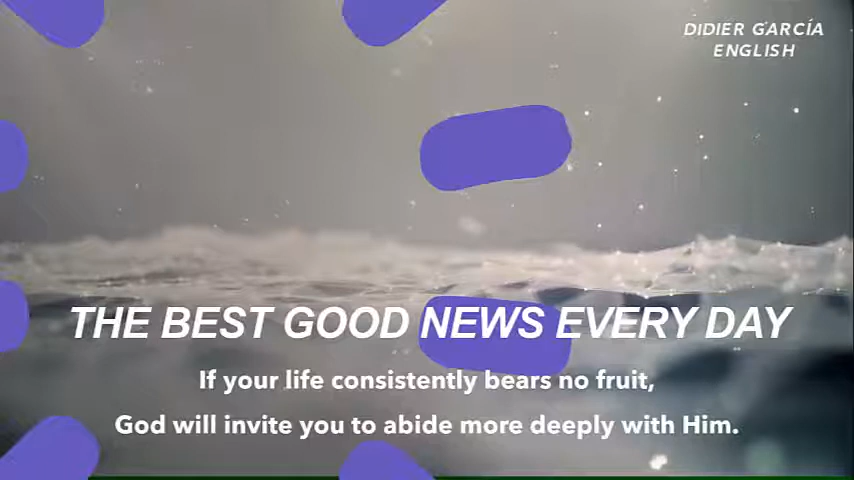 DIDIER GARCÍA
ENGLISH
THE BEST GOOD NEWS EVERY DAY
If your life consistently bears no fruit,
God will invite you to abide more deeply with Him.